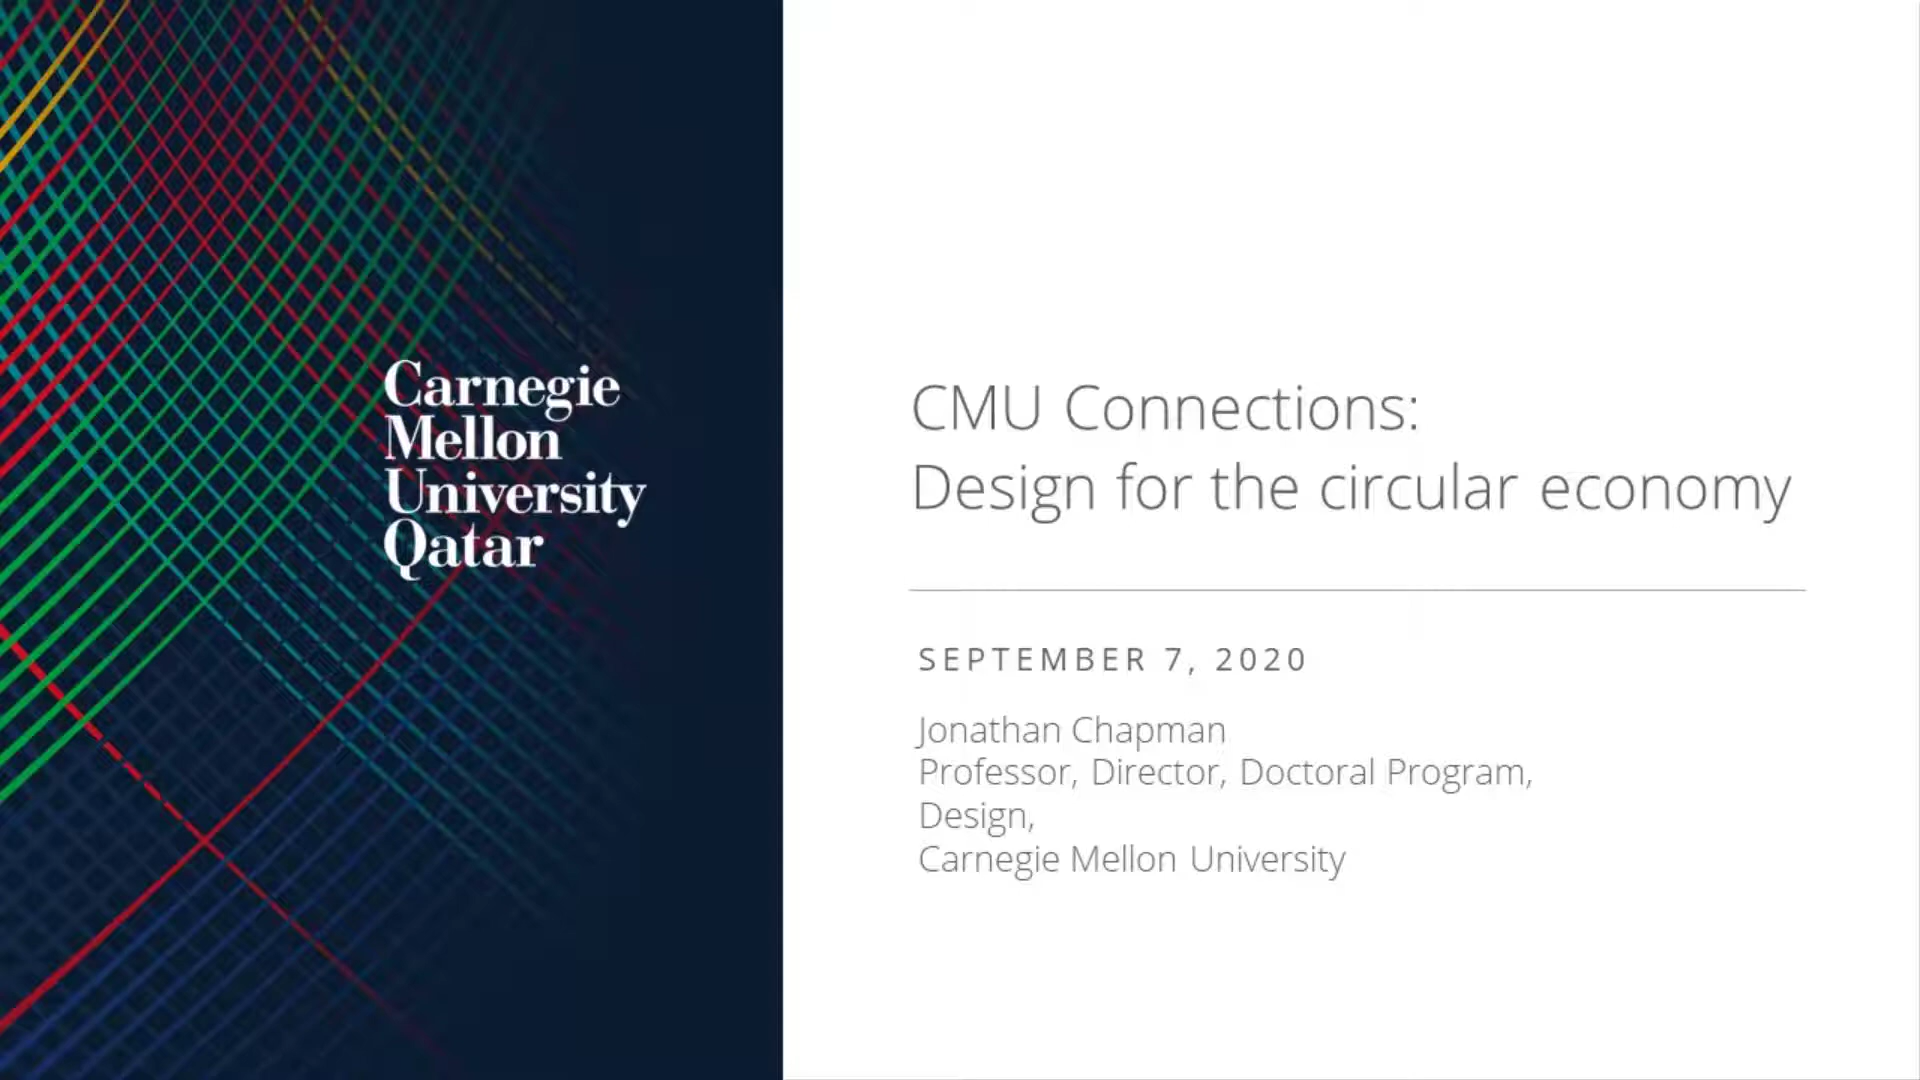 Carnegie
Mellon
University
Qatar
CMU Connections:
Design for the circular economy
SEPTEMBER 7, 2020
Jonathan Chapman
Professor, Director, Doctoral Program,
Design,
Carnegie Mellon University